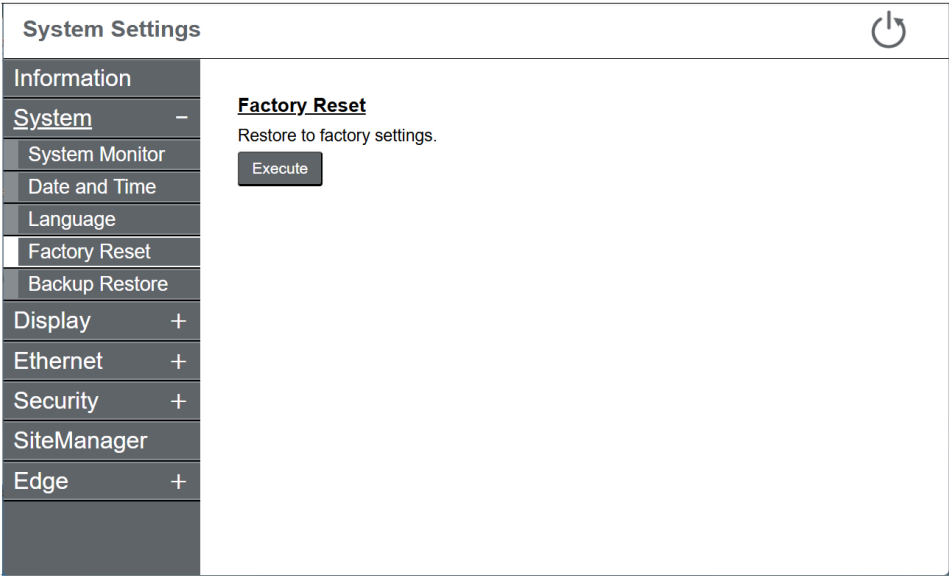 System Settings
Information
System −
System Monitor
Date and Time
Language
Factory Reset
Backup Restore
Display +
Ethernet +
Security +
SiteManager
Edge +
Factory Reset
Restore to factory settings.
Execute